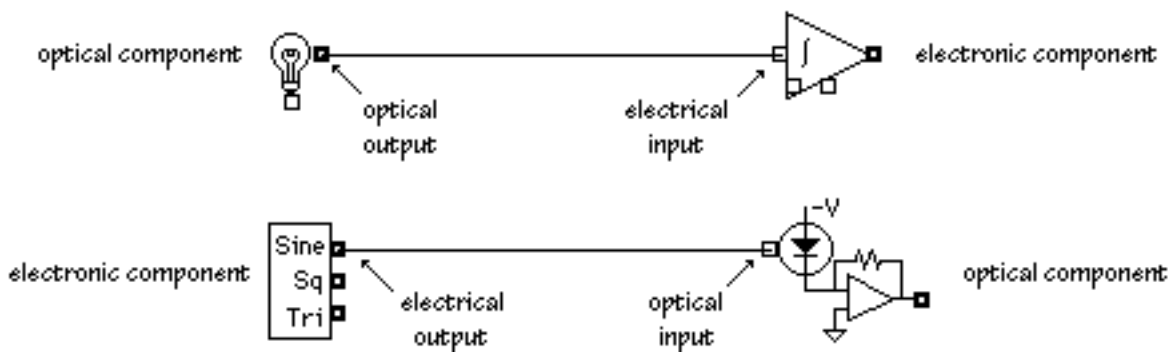 optical component
electronic component
optical
output
electrical
input
-V
Sine
Sq
Tri
electronic component
optical component
electrical
output
optical
input